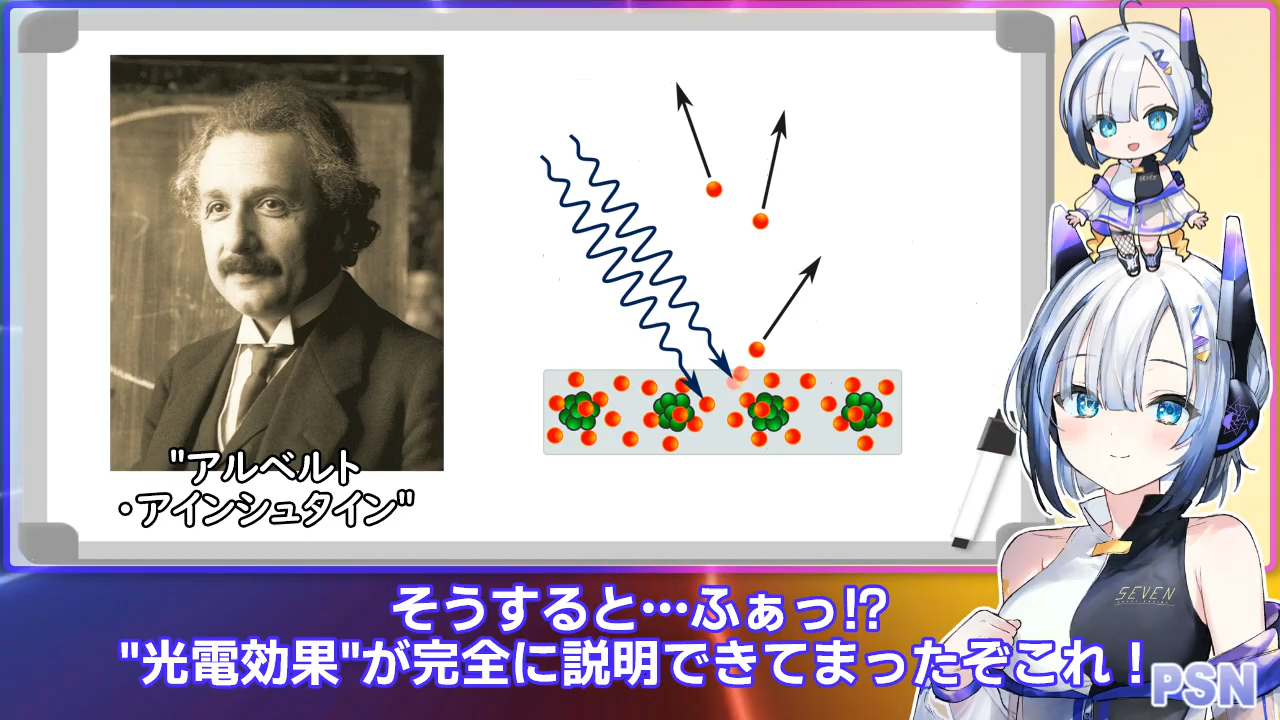 "アルベルト
・アインシュタイン"
SEVEN
SEVEN
そうすると…ふぁっ!?
"光電効果"が完全に説明できてまったぞこれ！
PSN